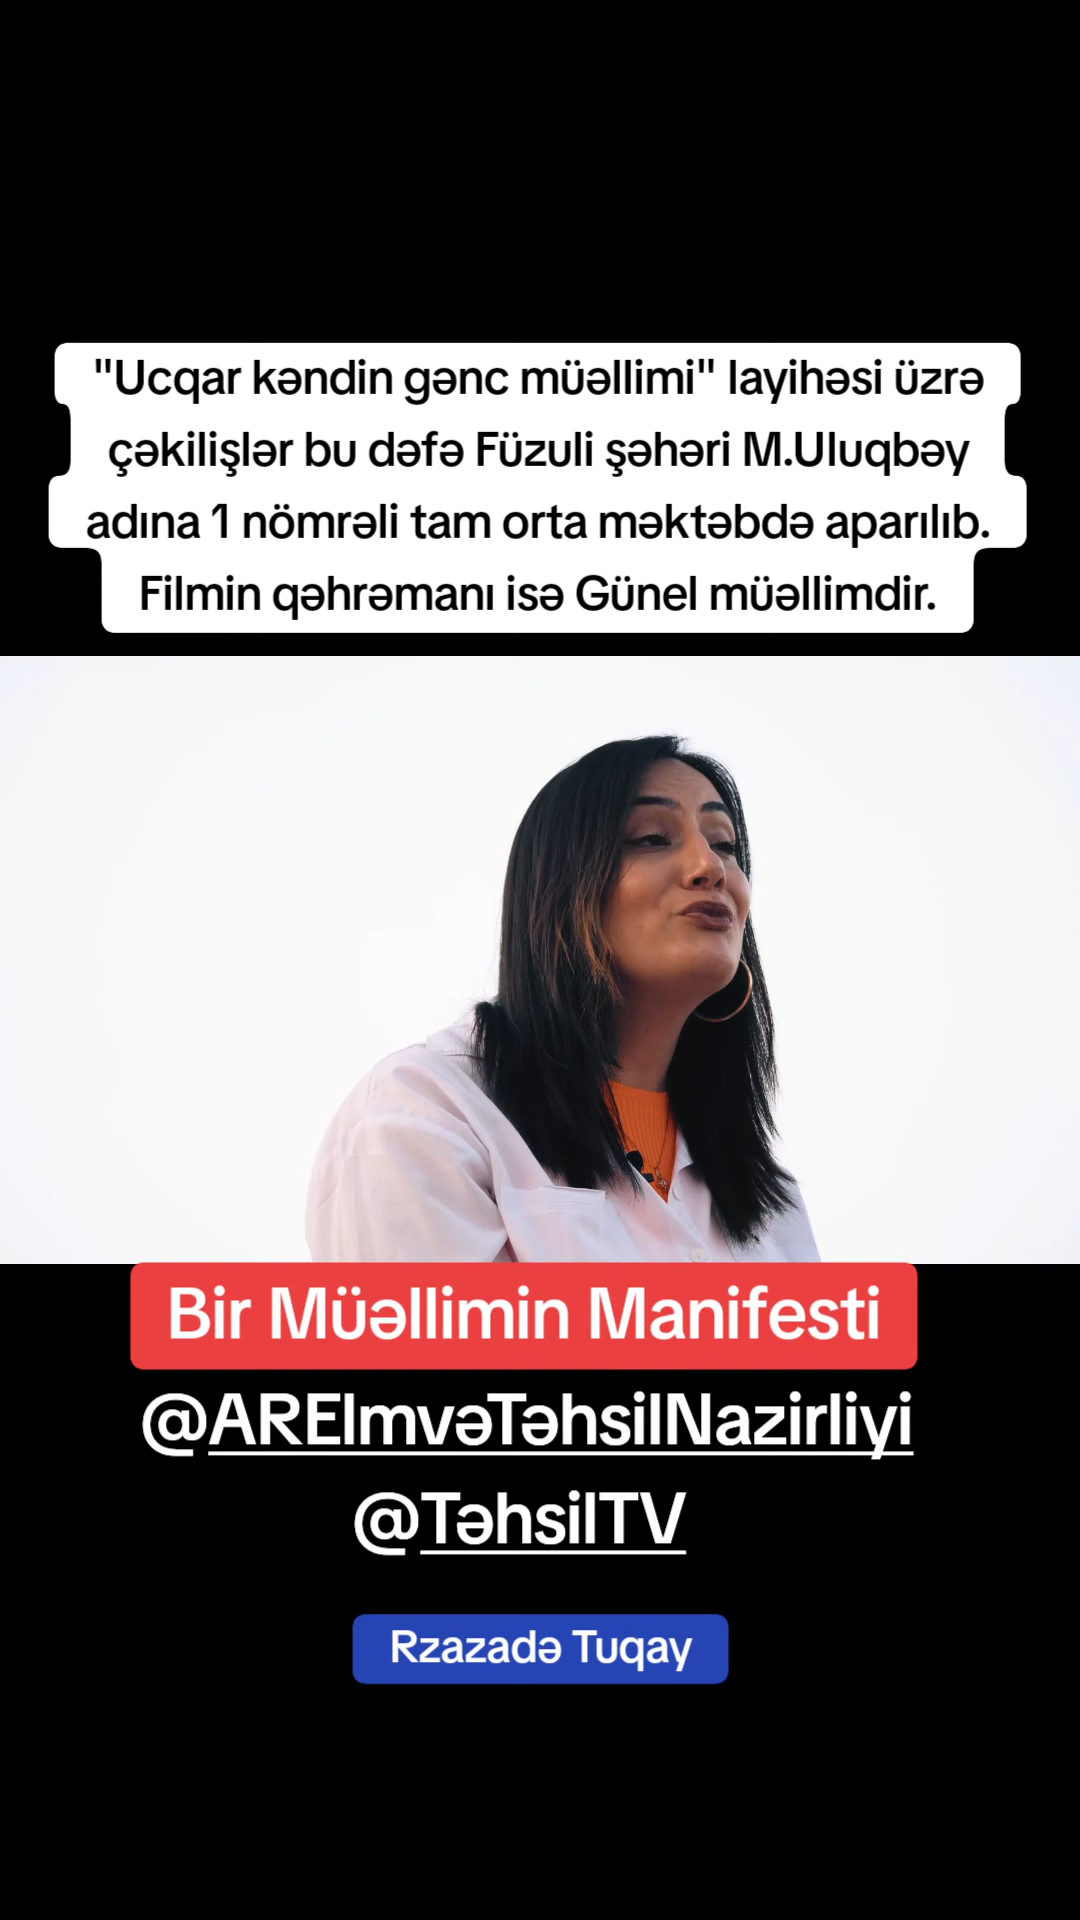 "Ucqar kəndin gənc müəllimi" layihəsi üzrə
çəkilişlər bu dəfə Füzuli şəhəri M.Uluqbəy
adına 1 nömrəli tam orta məktəbdə aparılıb.
Filmin qəhrəmanı isə Günel müəllimdir.
Bir Müəllimin Manifesti
@ARElmvəTəhsilNazirliyi
@TəhsilTV
Rzazadə Tuqay